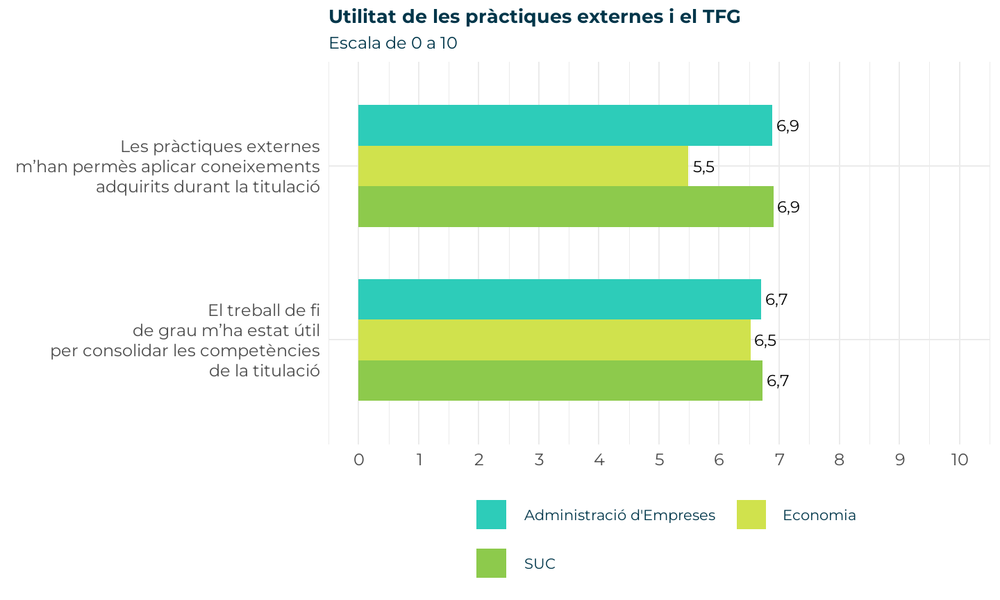 Utilitat de les pràctiques externes i el TFG
Escala de 0 a 10
Les pràctiques externes
m’han permès aplicar coneixements
adquirits durant la titulació
6,9
5,5
6,9
El treball de fi
de grau m’ha estat útil
per consolidar les competències
de la titulació
6,7
6,5
6,7
0 1 2 3 4 5 6 7 8 9 10
Administració d'Empreses Economia
SUC